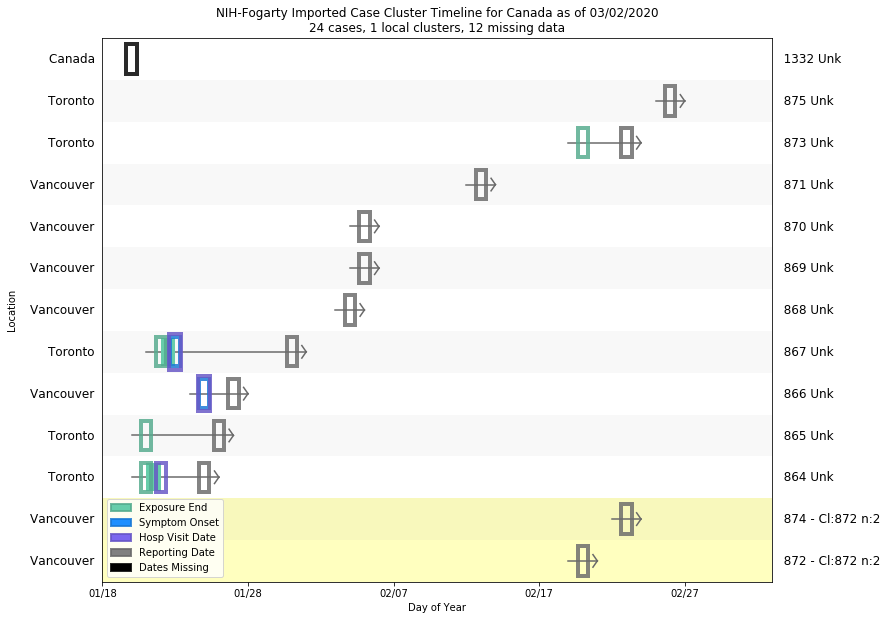 NIH-Fogarty Imported Case Cluster Timeline for Canada as of 03/02/2020
24 cases, 1 local clusters, 12 missing data
Canada 1332 Unk
Toronto 875 Unk
Toronto 873 Unk
Vancouver 871 Unk
Vancouver 870 Unk
Vancouver 869 Unk
Vancouver 868 Unk
Toronto 867 Unk
Vancouver 866 Unk
Toronto 865 Unk
Toronto 864 Unk
Vancouver 874 - Cl:872 n:2
Vancouver 872 - Cl:872 n:2
Location
Exposure End
Symptom Onset
Hosp Visit Date
Reporting Date
Dates Missing
01/18 01/28 02/07 02/17 02/27
Day of Year